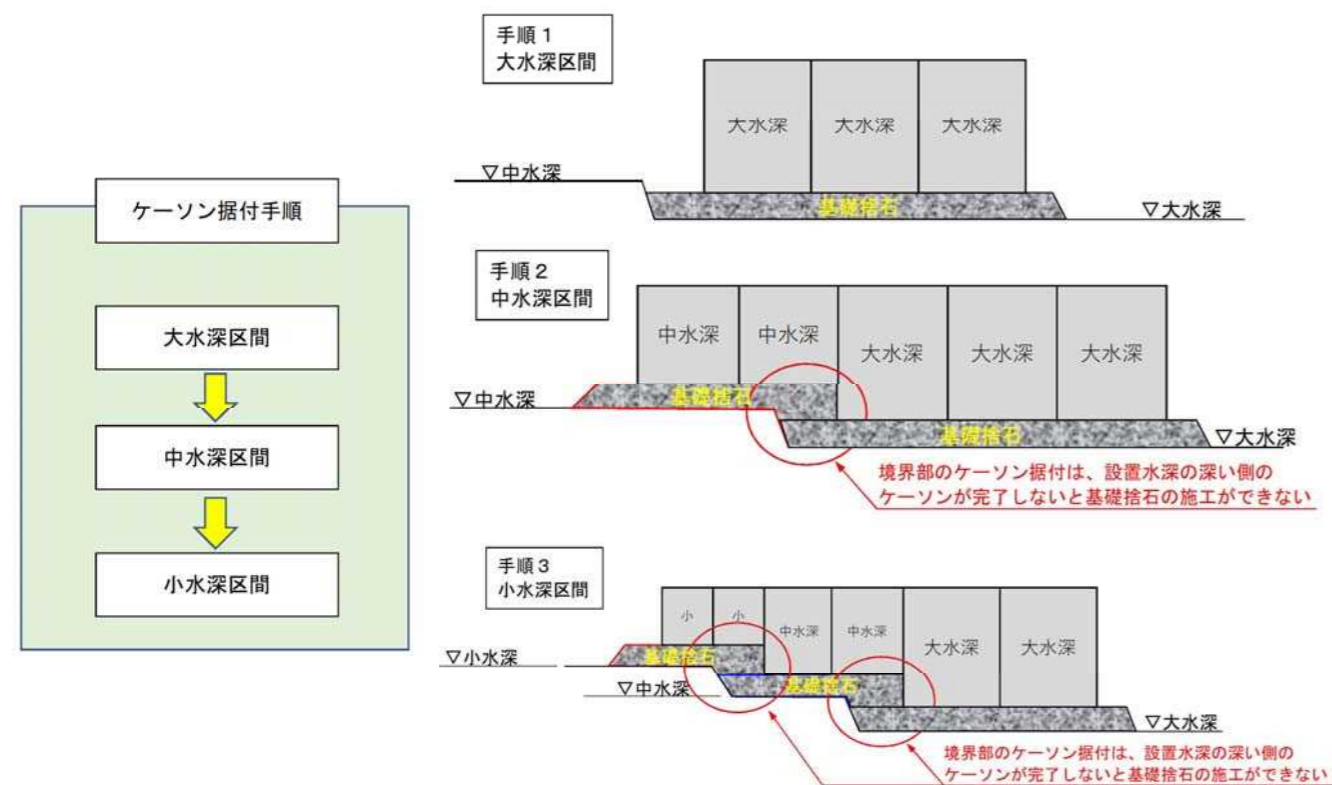 ケーソン据付手順
大水深区間
中水深区間
小水深区間
手順1
大水深区間
大水深
大水深
大水深
▽中水深
基礎捨石
▽大水深
手順2
中水深区間
中水深
中水深
大水深
大水深
大水深
▽中水深
基礎捨石
基礎捨石
▽大水深
境界部のケーソン据付は、設置水深の深い側の
ケーソンが完了しないと基礎捨石の施工ができない
手順3
小水深区間
小
小
中水深
中水深
大水深
大水深
▽小水深
基礎捨石
▽中水深
基礎捨石
▽大水深
境界部のケーソン据付は、設置水深の深い側の
ケーソンが完了しないと基礎捨石の施工ができない